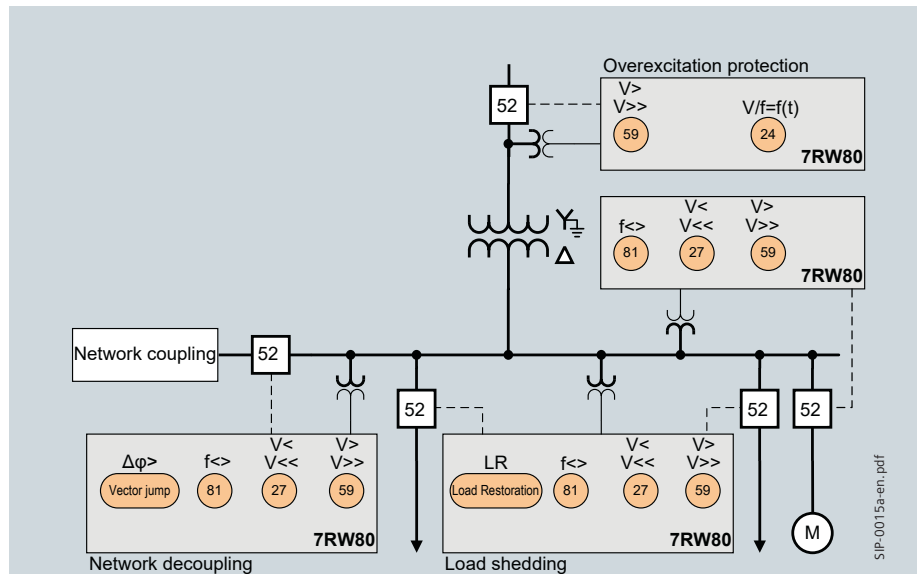 Overexcitation protection
V>
V>>
V/f=f(t)
59
24
7RW80
52
V<
V>
f<>
V<<
V>>
81
27
59
7RW80
Y
Δ
Network coupling
52
52
52
52
V<
V>
Δφ>
f<>
V<<
V>>
Vector jump
81
27
59
7RW80
Network decoupling
V<
V>
LR
f<>
V<<
V>>
Load Restoration
81
27
59
7RW80
Load shedding
M
SIP-0015a-en.pdf